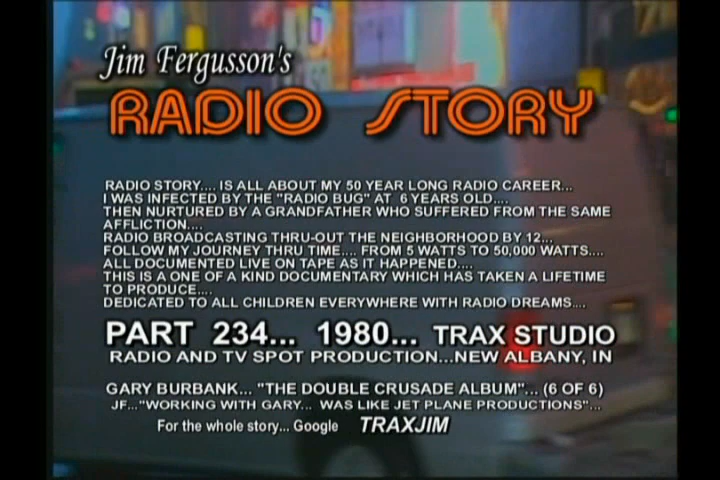 Jim Fergusson's
RADIO STORY
RADIO STORY.... IS ALL ABOUT MY 50 YEAR LONG RADIO CAREER...
I WAS INFECTED BY THE "RADIO BUG" AT 6 YEARS OLD....
THEN NURTURED BY A GRANDFATHER WHO SUFFERED FROM THE SAME
AFFLICTION....
RADIO BROADCASTING THRU-OUT THE NEIGHBORHOOD BY 12...
FOLLOW MY JOURNEY THRU TIME.... FROM 5 WATTS TO 50,000 WATTS....
ALL DOCUMENTED LIVE ON TAPE AS IT HAPPENED....
THIS IS A ONE OF A KIND DOCUMENTARY WHICH HAS TAKEN A LIFETIME
TO PRODUCE....
DEDICATED TO ALL CHILDREN EVERYWHERE WITH RADIO DREAMS....
PART 234... 1980... TRAX STUDIO
RADIO AND TV SPOT PRODUCTION...NEW ALBANY, IN
GARY BURBANK... "THE DOUBLE CRUSADE ALBUM"... (6 OF 6)
JF..."WORKING WITH GARY... WAS LIKE JET PLANE PRODUCTIONS"...
For the whole story... Google TRAXJIM